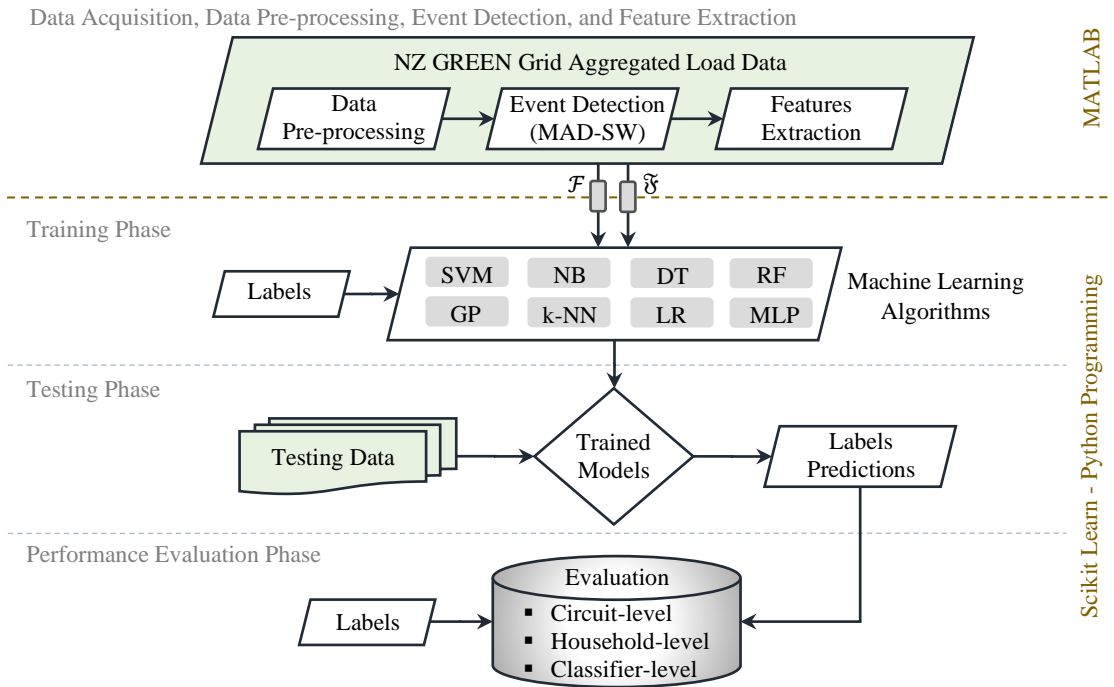 Data Acquisition, Data Pre-processing, Event Detection, and Feature Extraction
NZ GREEN Grid Aggregated Load Data
Data
Pre-processing
Event Detection
(MAD-SW)
Features
Extraction
MATLAB
ℱ
𝔉
Training Phase
Labels
SVM
NB
DT
RF
GP
k-NN
LR
MLP
Machine Learning
Algorithms
Testing Phase
Testing Data
Trained
Models
Labels
Predictions
Scikit Learn - Python Programming
Performance Evaluation Phase
Labels
Evaluation
▪ Circuit-level
▪ Household-level
▪ Classifier-level